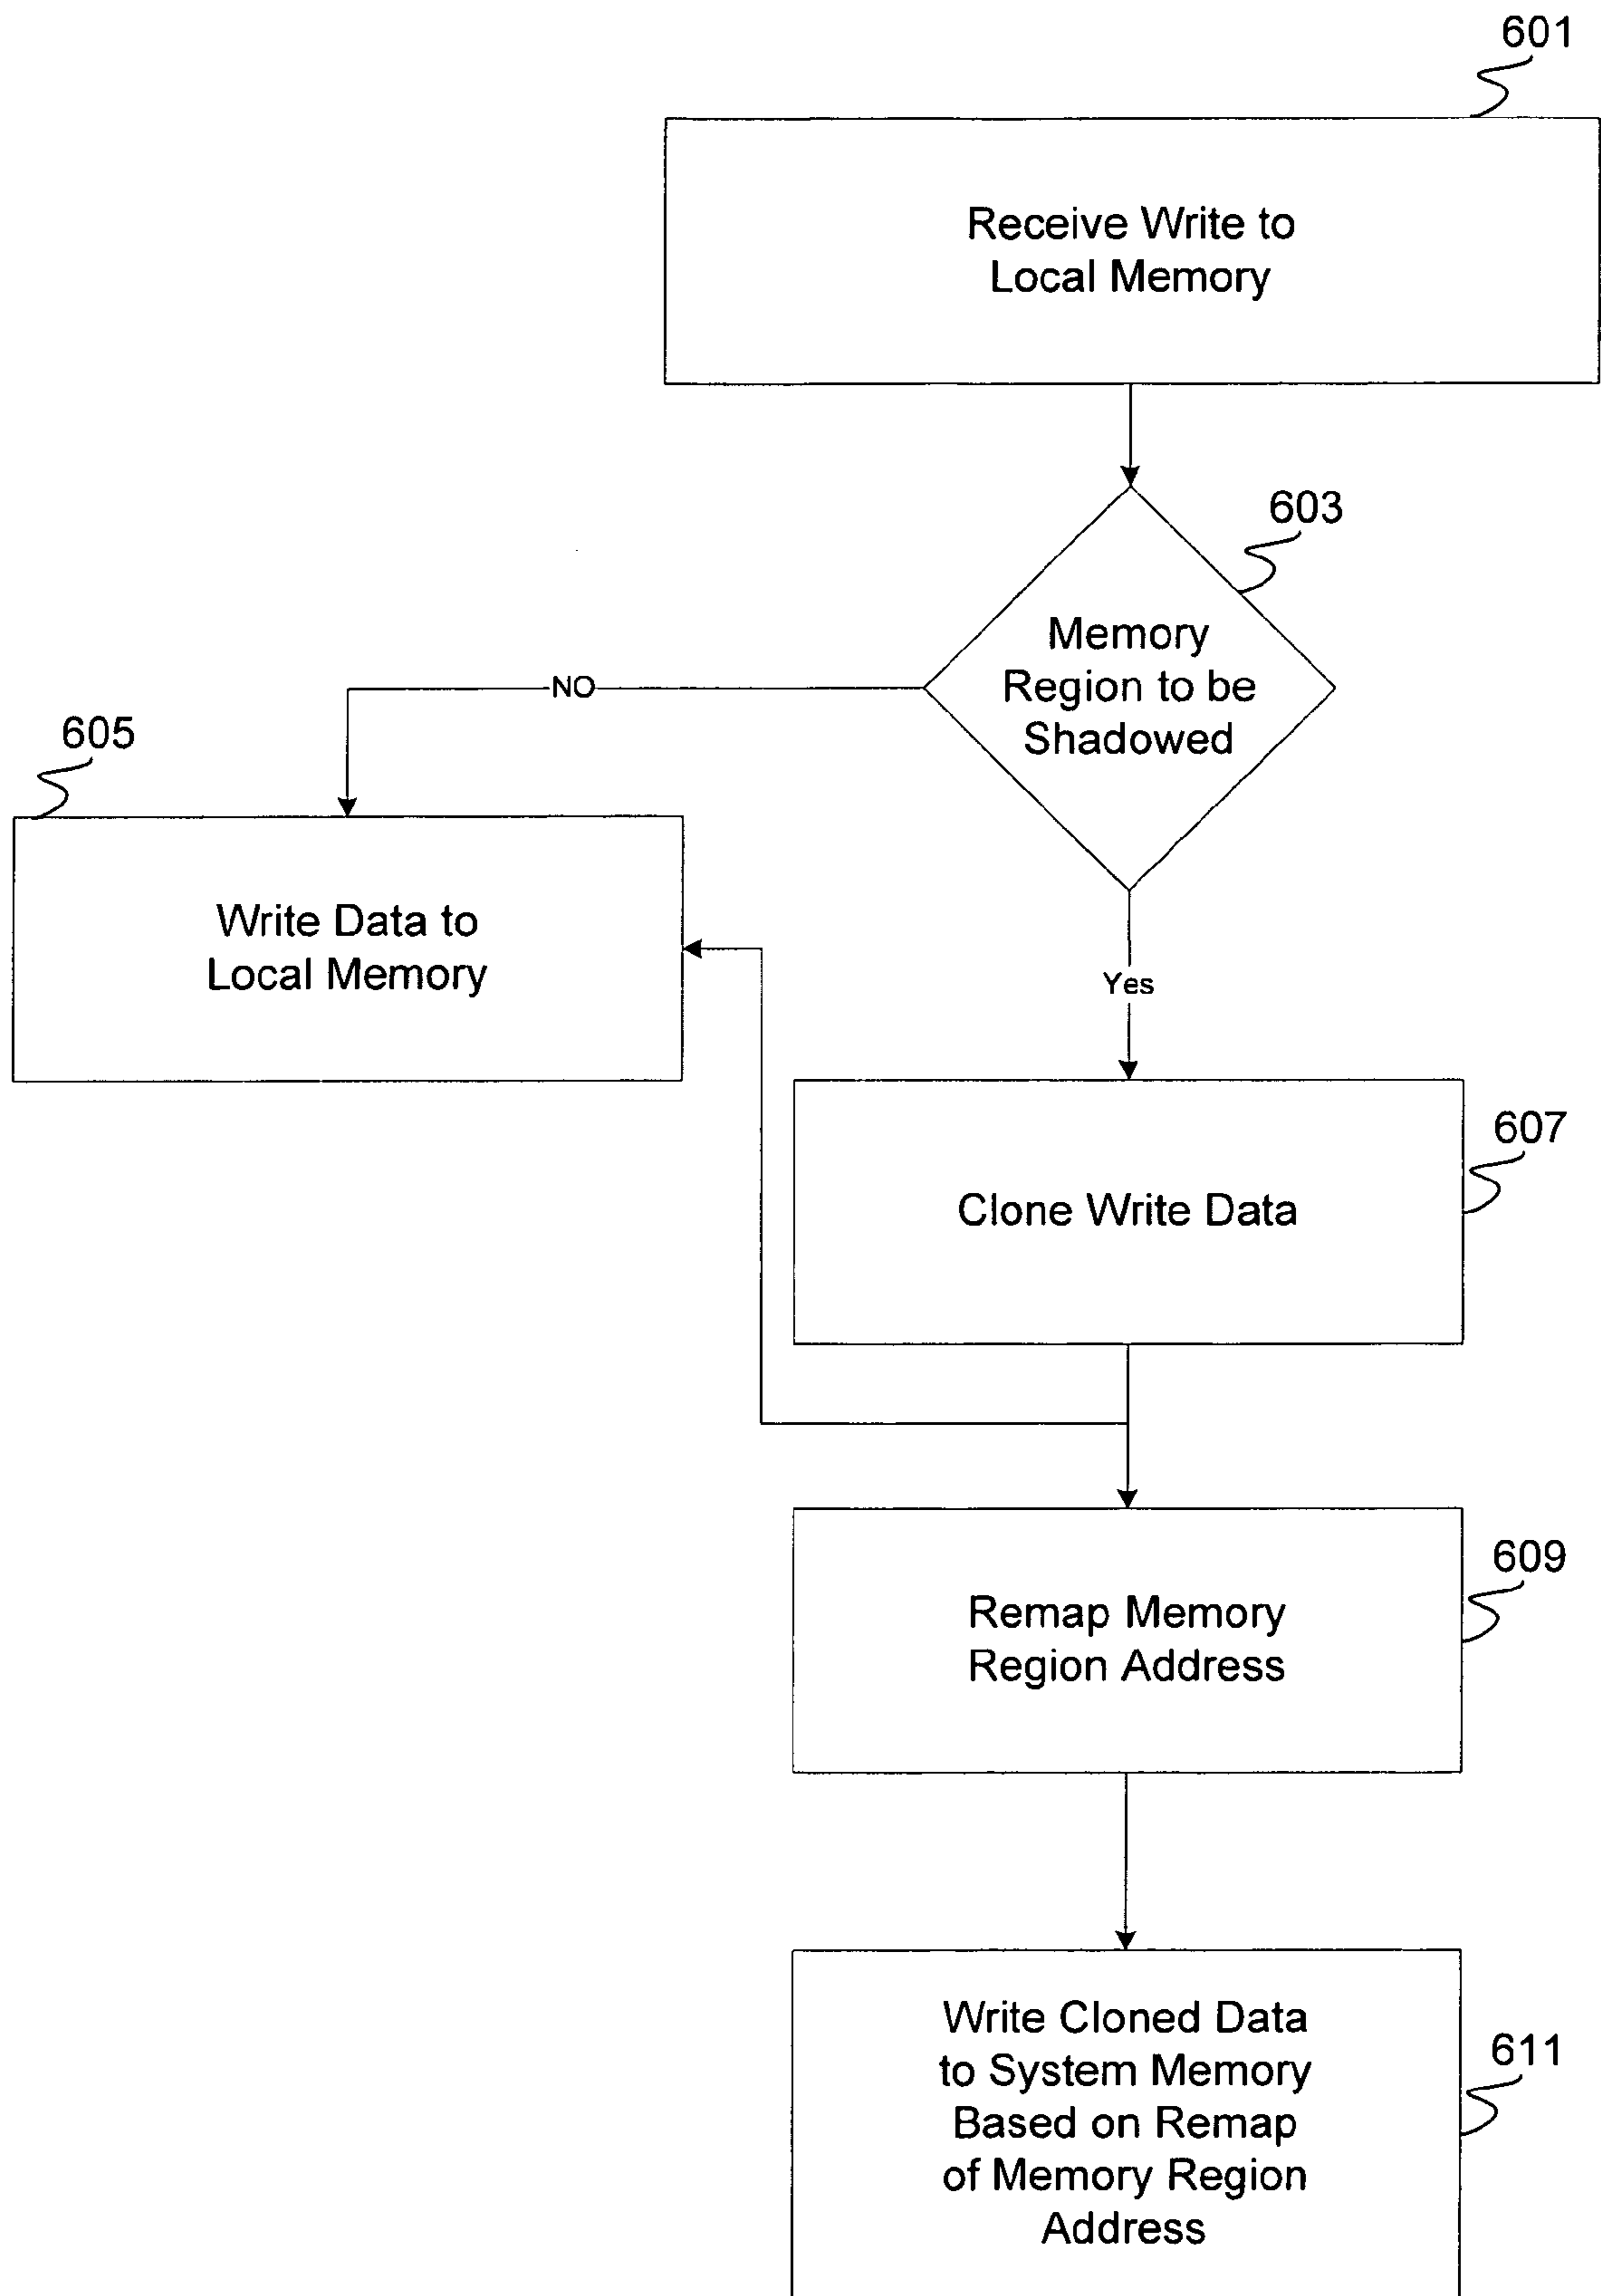 601
Receive Write to
Local Memory
603
Memory
Region to be
Shadowed
NO
605
Write Data to
Local Memory
Yes
607
Clone Write Data
609
Remap Memory
Region Address
611
Write Cloned Data
to System Memory
Based on Remap
of Memory Region
Address